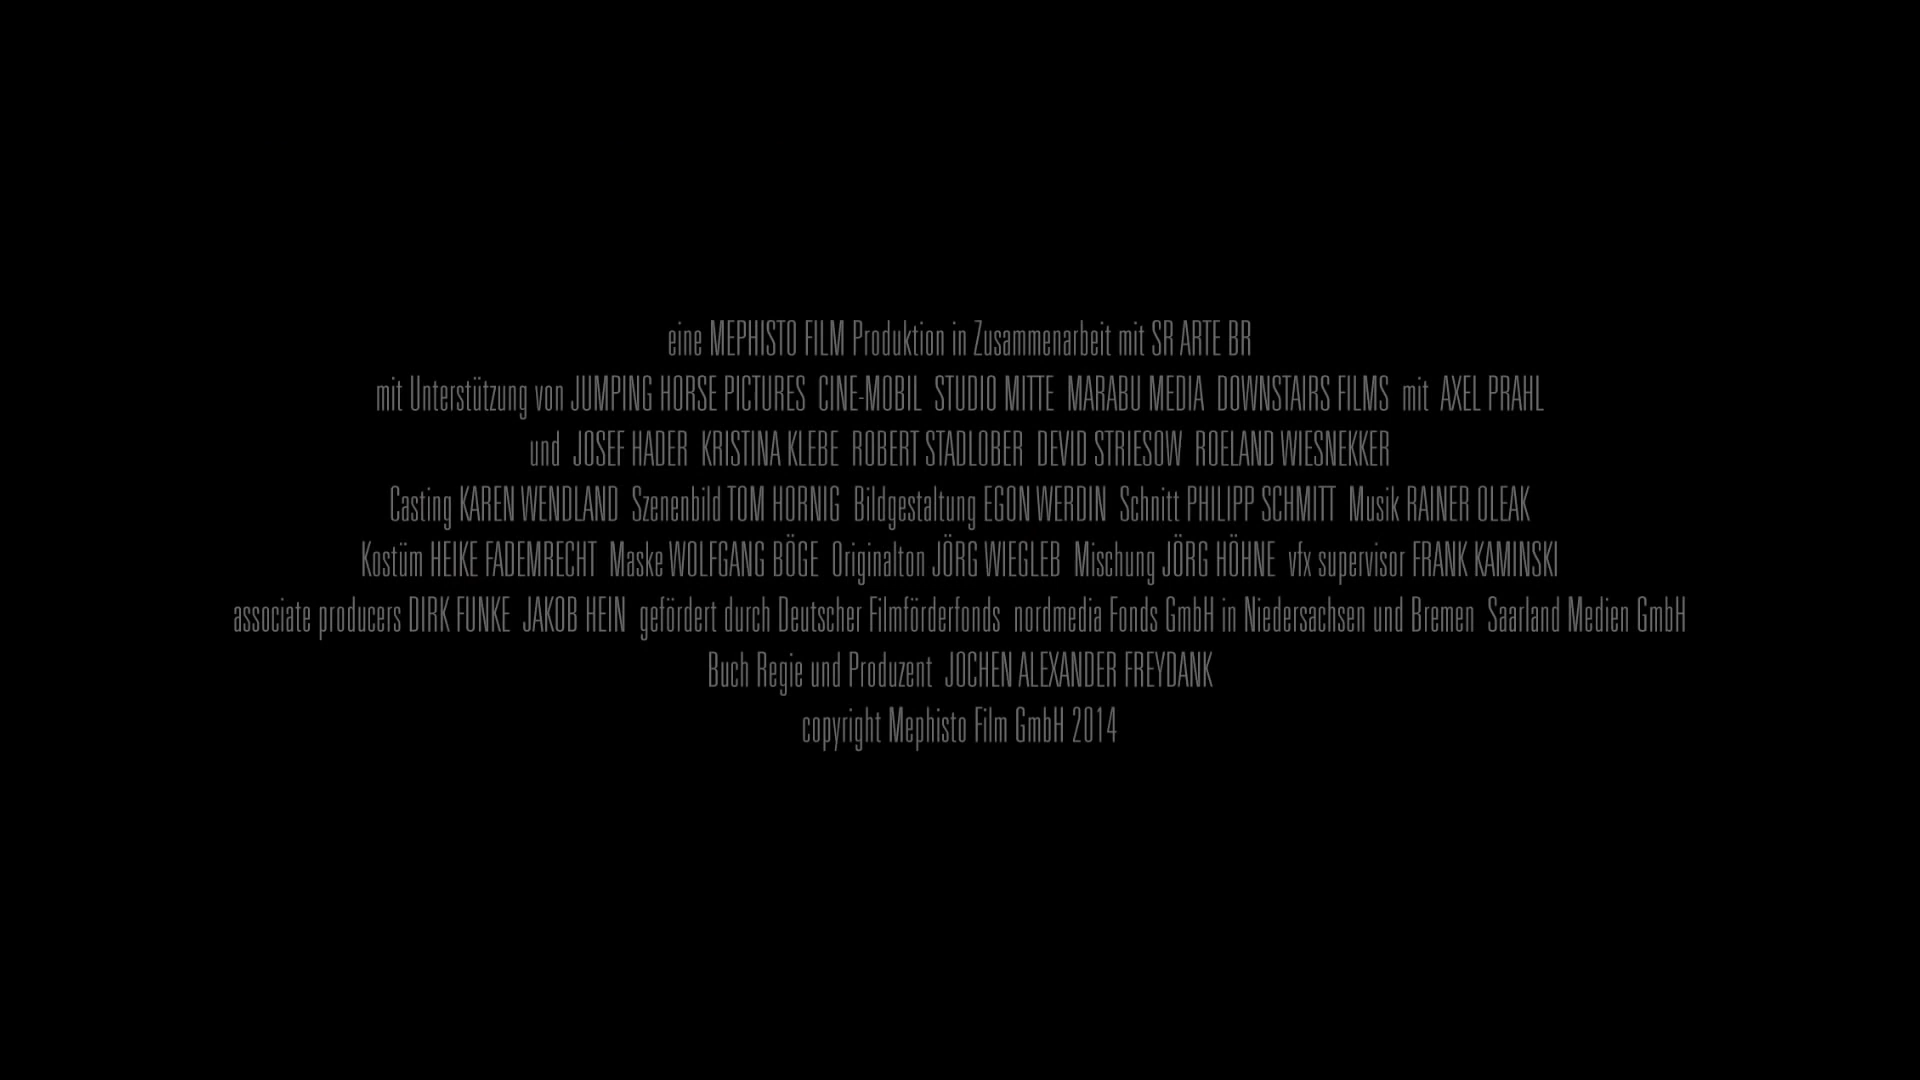 eine MEPHISTO FILM Produktion in Zusammenarbeit mit SR ARTE BR
mit Unterstützung von JUMPING HORSE PICTURES CINE-MOBIL STUDIO MITTE MARABU MEDIA DOWNSTAIRS FILMS mit AXEL PRAHL
und JOSEF HADER KRISTINA KLEBE ROBERT STADLOBER DEVID STRIESOW ROELAND WIESNEKKER
Casting KAREN WENDLAND Szenenbild TOM HORNIG Bildgestaltung EGON WERDIN Schnitt PHILIPP SCHMITT Musik RAINER OLEAK
Kostüm HEIKE FADEMRECHT Maske WOLFGANG BÖGE Originalton JÖRG WIEGLEB Mischung JÖRG HÖHNE vfx supervisor FRANK KAMINSKI
associate producers DIRK FUNKE JAKOB HEIN gefördert durch Deutscher Filmförderfonds nordmedia Fonds GmbH in Niedersachsen und Bremen Saarland Medien GmbH
Buch Regie und Produzent JOCHEN ALEXANDER FREYDANK
copyright Mephisto Film GmbH 2014